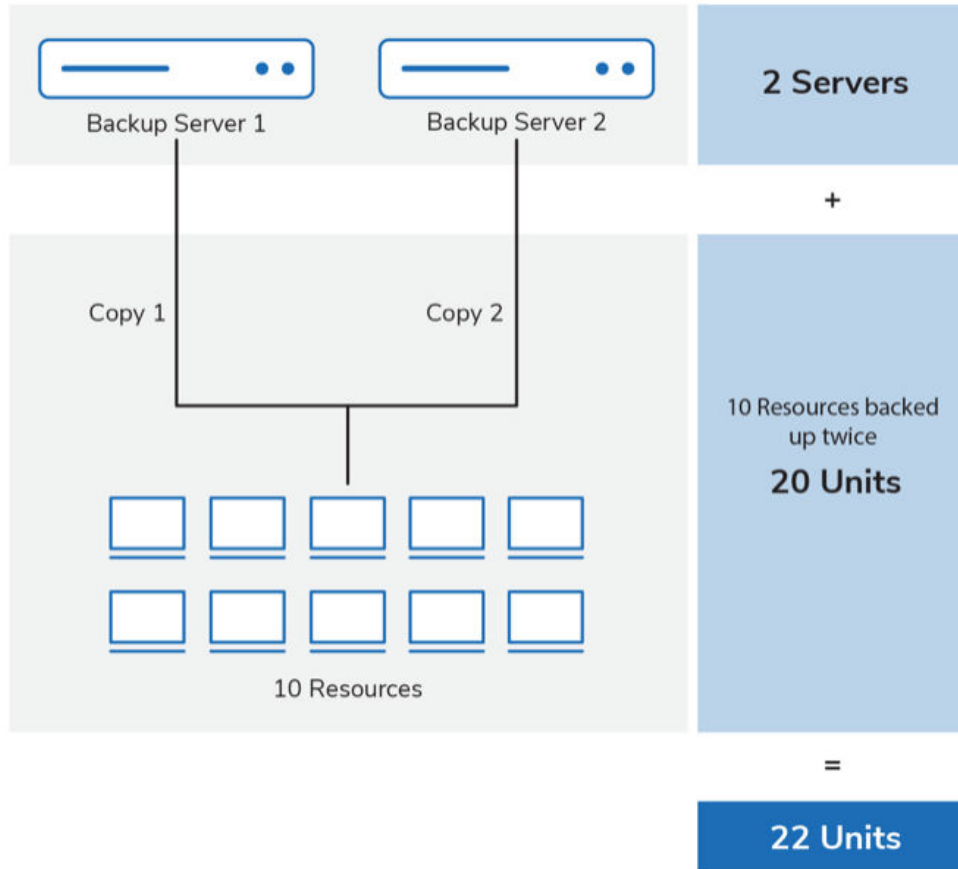 Backup Server 1
Backup Server 2
2 Servers
+
Copy 1
Copy 2
10 Resources backed
up twice
20 Units
10 Resources
=
22 Units